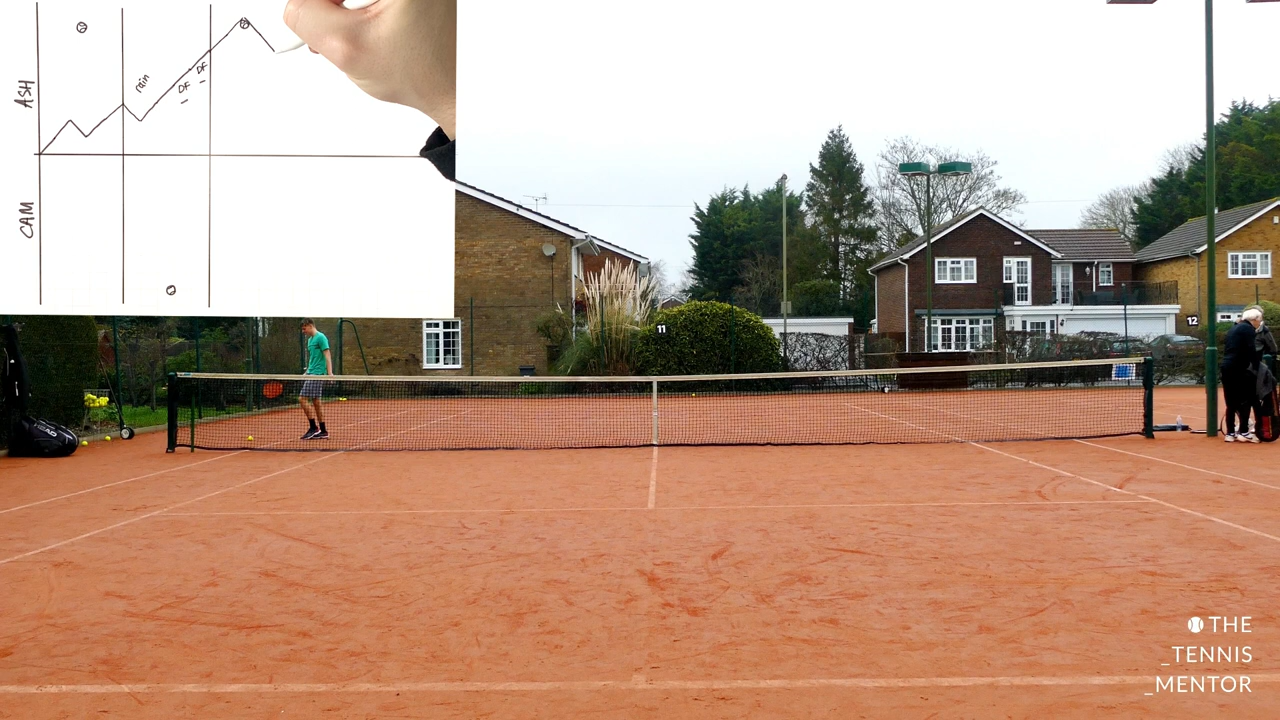 ASH
rain
DF
DF
CAM
11
12
THE
_TENNIS
_MENTOR